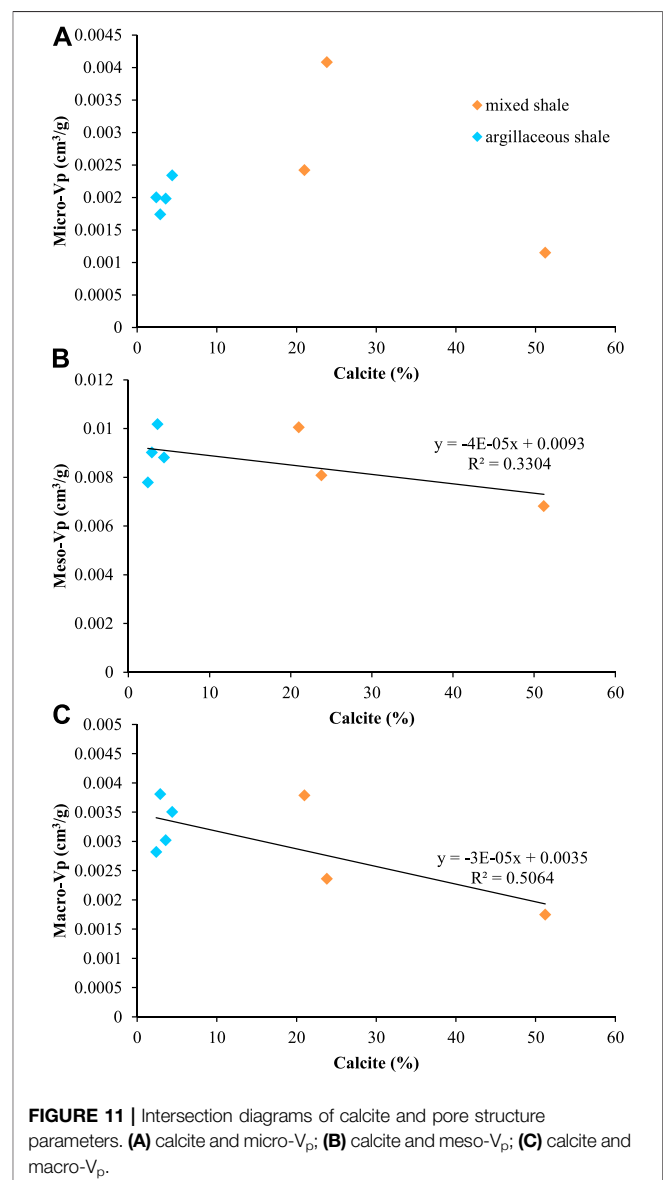 A
0.0045
0.004
0.0035
0.003
0.0025
0.002
0.0015
0.001
0.0005
0
Micro-Vp (cm³/g)
mixed shale
argillaceous shale
0 10 20 30 40 50 60
Calcite (%)
B
0.012
0.01
0.008
0.006
0.004
0.002
0
Meso-Vp (cm³/g)
y = -4E-05x + 0.0093
R² = 0.3304
0 10 20 30 40 50 60
Calcite (%)
C
0.005
0.0045
0.004
0.0035
0.003
0.0025
0.002
0.0015
0.001
0.0005
0
Macro-Vp (cm³/g)
y = -3E-05x + 0.0035
R² = 0.5064
0 10 20 30 40 50 60
Calcite (%)
FIGURE 11 | Intersection diagrams of calcite and pore structure
parameters. (A) calcite and micro-Vp; (B) calcite and meso-Vp; (C) calcite and
macro-Vp.